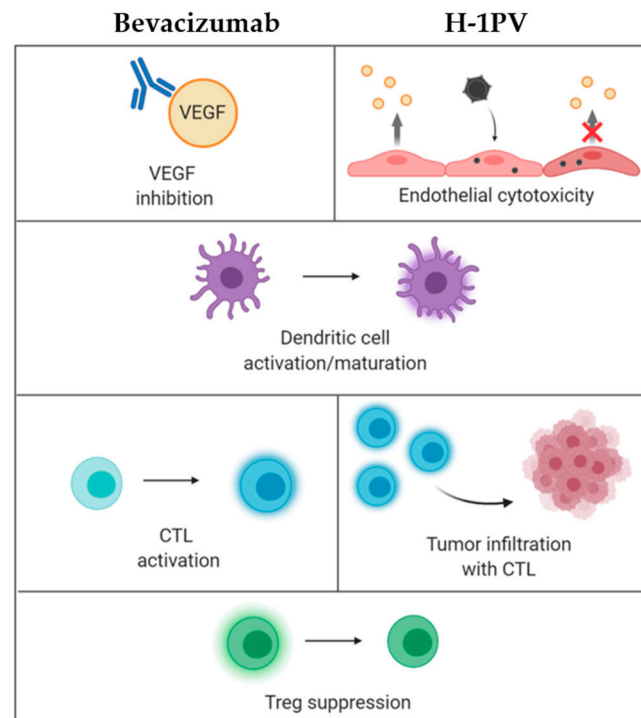 Bevacizumab
H-1PV
VEGF
VEGF
inhibition
Endothelial cytotoxicity
Dendritic cell
activation/maturation
CTL
activation
Tumor infiltration
with CTL
Treg suppression